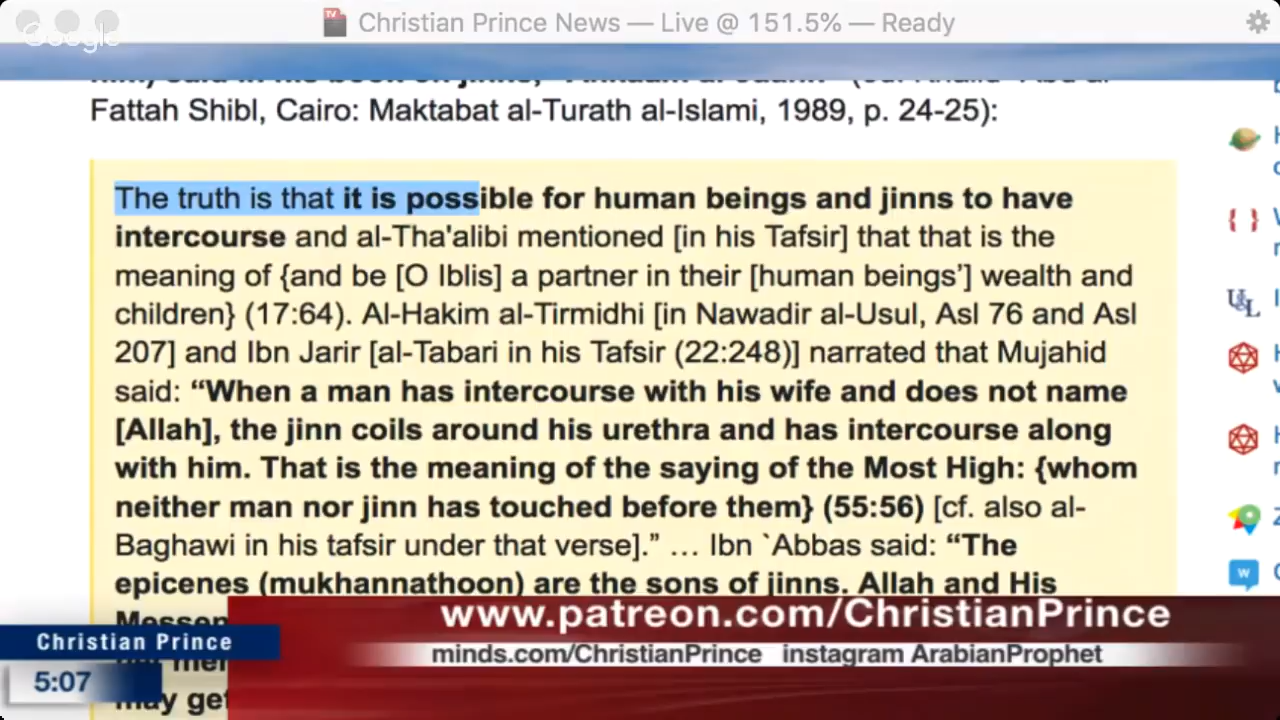 Christian Prince News — Live @ 151.5% — Ready
Google
Fattah Shibl, Cairo: Maktabat al-Turath al-Islami, 1989, p. 24-25):
The truth is that it is possible for human beings and jinns to have
intercourse and al-Tha'alibi mentioned [in his Tafsir] that that is the
meaning of {and be [O Iblis] a partner in their [human beings’] wealth and
children} (17:64). Al-Hakim al-Tirmidhi [in Nawadir al-Usul, Asl 76 and Asl
207] and Ibn Jarir [al-Tabari in his Tafsir (22:248)] narrated that Mujahid
said: “When a man has intercourse with his wife and does not name
[Allah], the jinn coils around his urethra and has intercourse along
with him. That is the meaning of the saying of the Most High: {whom
neither man nor jinn has touched before them} (55:56) [cf. also al-
Baghawi in his tafsir under that verse].” … Ibn `Abbas said: “The
epicenes (mukhannathoon) are the sons of jinns. Allah and His
www.patreon.com/ChristianPrince
Christian Prince
minds.com/ChristianPrince instagram ArabianProphet
5:07
may